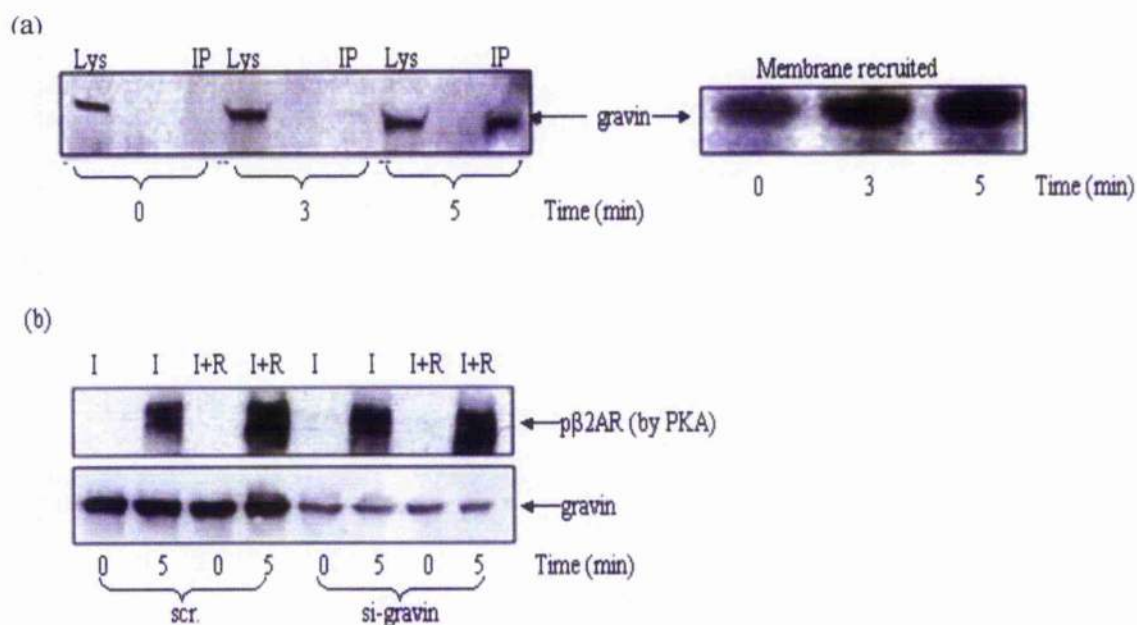 (a)
Lys IP Lys IP Lys IP
Membrane recruited
gravin
0 3 5 Time (min)
0 3 5 Time (min)
(b)
I I I+R I+R I I I+R I+R
pβ2AR (by PKA)
gravin
0 5 0 5 0 5 0 5 Time (min)
scr. si-gravin